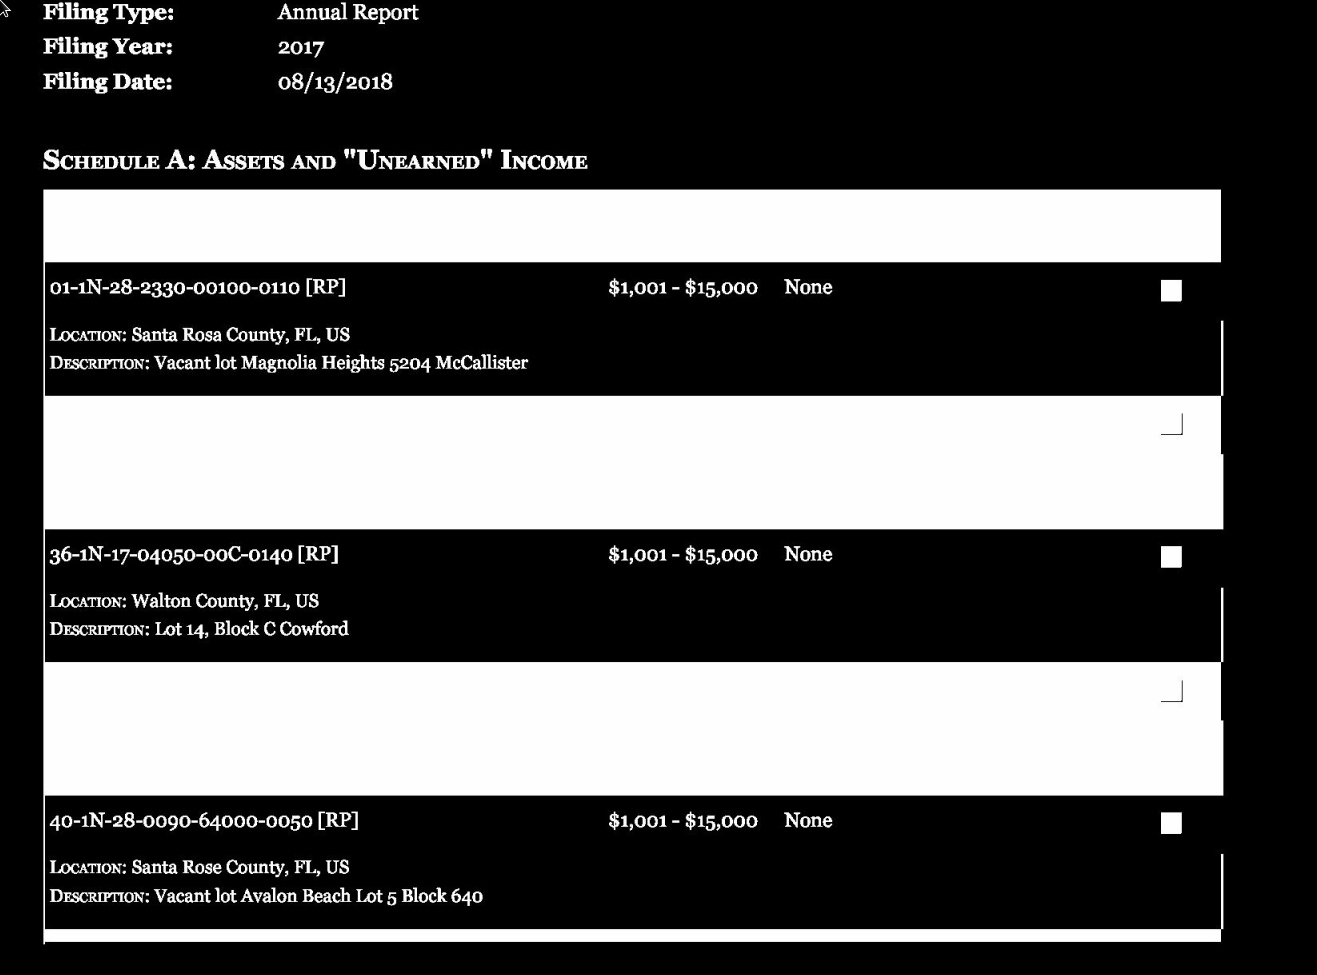 Filing Type: Annual Report
Filing Year: 2017
Filing Date: 08/13/2018
Schedule A: Assets and "Unearned" Income
01-1N-28-2330-00100-0110 [RP] $1,001 - $15,000 None
Location: Santa Rosa County, FL, US
Description: Vacant lot Magnolia Heights 5204 McCallister
36-1N-17-04050-00C-0140 [RP] $1,001 - $15,000 None
Location: Walton County, FL, US
Description: Lot 14, Block C Cowford
40-1N-28-0090-64000-0050 [RP] $1,001 - $15,000 None
Location: Santa Rose County, FL, US
Description: Vacant lot Avalon Beach Lot 5 Block 640